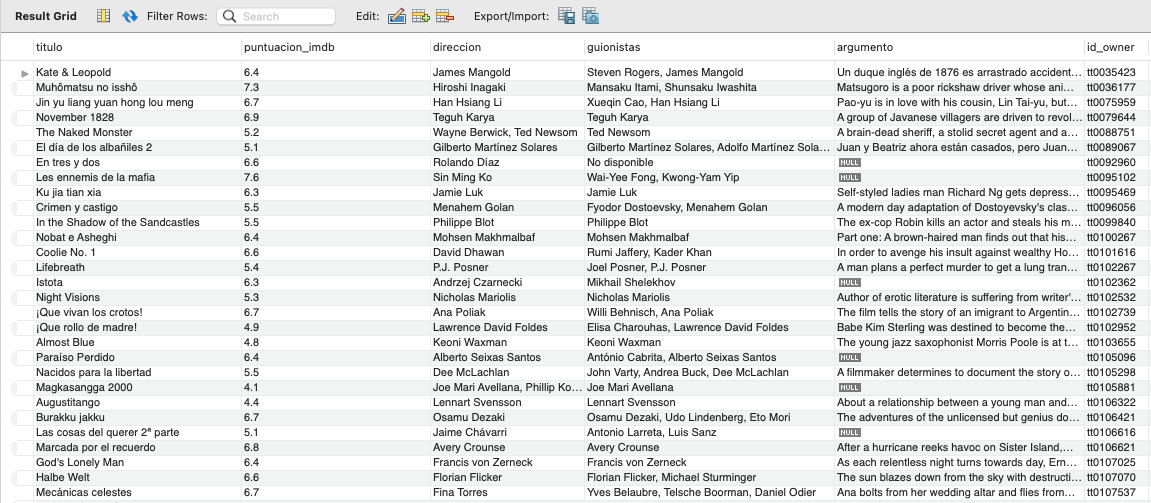 Result Grid Filter Rows: Search Edit: Export/Import:
titulo puntuacion_imdb direccion guionistas argumento id_owner
Kate & Leopold 6.4 James Mangold Steven Rogers, James Mangold Un duque inglés de 1876 es arrastrado accident... tt0035423
Muhômatsu no isshô 7.3 Hiroshi Inagaki Mansaku Itami, Shunsaku Iwashita Matsugoro is a poor rickshaw driver whose ani... tt0036177
Jin yu liang yuan hong lou meng 6.7 Han Hsiang Li Xueqin Cao, Han Hsiang Li Pao-yu is in love with his cousin, Lin Tai-yu, but... tt0075959
November 1828 6.9 Teguh Karya Teguh Karya A group of Javanese villagers are driven to revol... tt0079644
The Naked Monster 5.2 Wayne Berwick, Ted Newsom Ted Newsom A brain-dead sheriff, a stolid secret agent and a... tt0088751
El día de los albañiles 2 5.1 Gilberto Martínez Solares Gilberto Martínez Solares, Adolfo Martínez Sola... Juan y Beatriz ahora están casados, pero Juan... tt0089067
En tres y dos 6.6 Rolando Díaz No disponible NULL tt0092960
Les ennemis de la mafia 7.6 Sin Ming Ko Wai-Yee Fong, Kwong-Yam Yip NULL tt0095102
Ku jia tian xia 6.3 Jamie Luk Jamie Luk Self-styled ladies man Richard Ng gets depress... tt0095469
Crimen y castigo 5.5 Menahem Golan Fyodor Dostoevsky, Menahem Golan A modern day adaptation of Dostoyevsky's clas... tt0096056
In the Shadow of the Sandcastles 5.5 Philippe Blot Philippe Blot The ex-cop Robin kills an actor and steals his m... tt0099840
Nobat e Asheghi 6.4 Mohsen Makhmalbaf Mohsen Makhmalbaf Part one: A brown-haired man finds out that his... tt0100267
Coolie No. 1 6.6 David Dhawan Rumi Jaffery, Kader Khan In order to avenge his insult against wealthy Ho... tt0101616
Lifebreath 5.4 P.J. Posner Joel Posner, P.J. Posner A man plans a perfect murder to get a lung tran... tt0102267
Istota 6.3 Andrzej Czarnecki Mikhail Shelekhov NULL tt0102362
Night Visions 5.3 Nicholas Mariolis Nicholas Mariolis Author of erotic literature is suffering from writer'... tt0102532
¡Que vivan los crotos! 6.7 Ana Poliak Willi Behnisch, Ana Poliak The film tells the story of an imigrant to Argentin... tt0102739
¡Que rollo de madre! 4.9 Lawrence David Foldes Elisa Charouhas, Lawrence David Foldes Babe Kim Sterling was destined to become the... tt0102952
Almost Blue 4.8 Keoni Waxman Keoni Waxman The young jazz saxophonist Morris Poole is at t... tt0103655
Paraíso Perdido 6.4 Alberto Seixas Santos António Cabrita, Alberto Seixas Santos NULL tt0105096
Nacidos para la libertad 5.5 Dee McLachlan John Varty, Andrea Buck, Dee McLachlan A filmmaker determines to document the story o... tt0105298
Magkasangga 2000 4.1 Joe Mari Avellana, Phillip Ko... Joe Mari Avellana NULL tt0105881
Augustitango 4.4 Lennart Svensson Lennart Svensson About a relationship between a young man and... tt0106322
Burakku jakku 6.7 Osamu Dezaki Osamu Dezaki, Udo Lindenberg, Eto Mori The adventures of the unlicensed but genius do... tt0106421
Las cosas del querer 2ª parte 5.1 Jaime Chávarri Antonio Larreta, Luis Sanz NULL tt0106616
Marcada por el recuerdo 6.8 Avery Crounse Avery Crounse After a hurricane reeks havoc on Sister Island,... tt0106621
God's Lonely Man 6.4 Francis von Zerneck Francis von Zerneck As each relentless night turns towards day, Ern... tt0107025
Halbe Welt 6.6 Florian Flicker Florian Flicker, Michael Sturminger The sun blazes down from the sky with destructi... tt0107070
Mecánicas celestes 6.7 Fina Torres Yves Belaubre, Telsche Boorman, Daniel Odier Ana bolts from her wedding altar and flies from... tt0107537